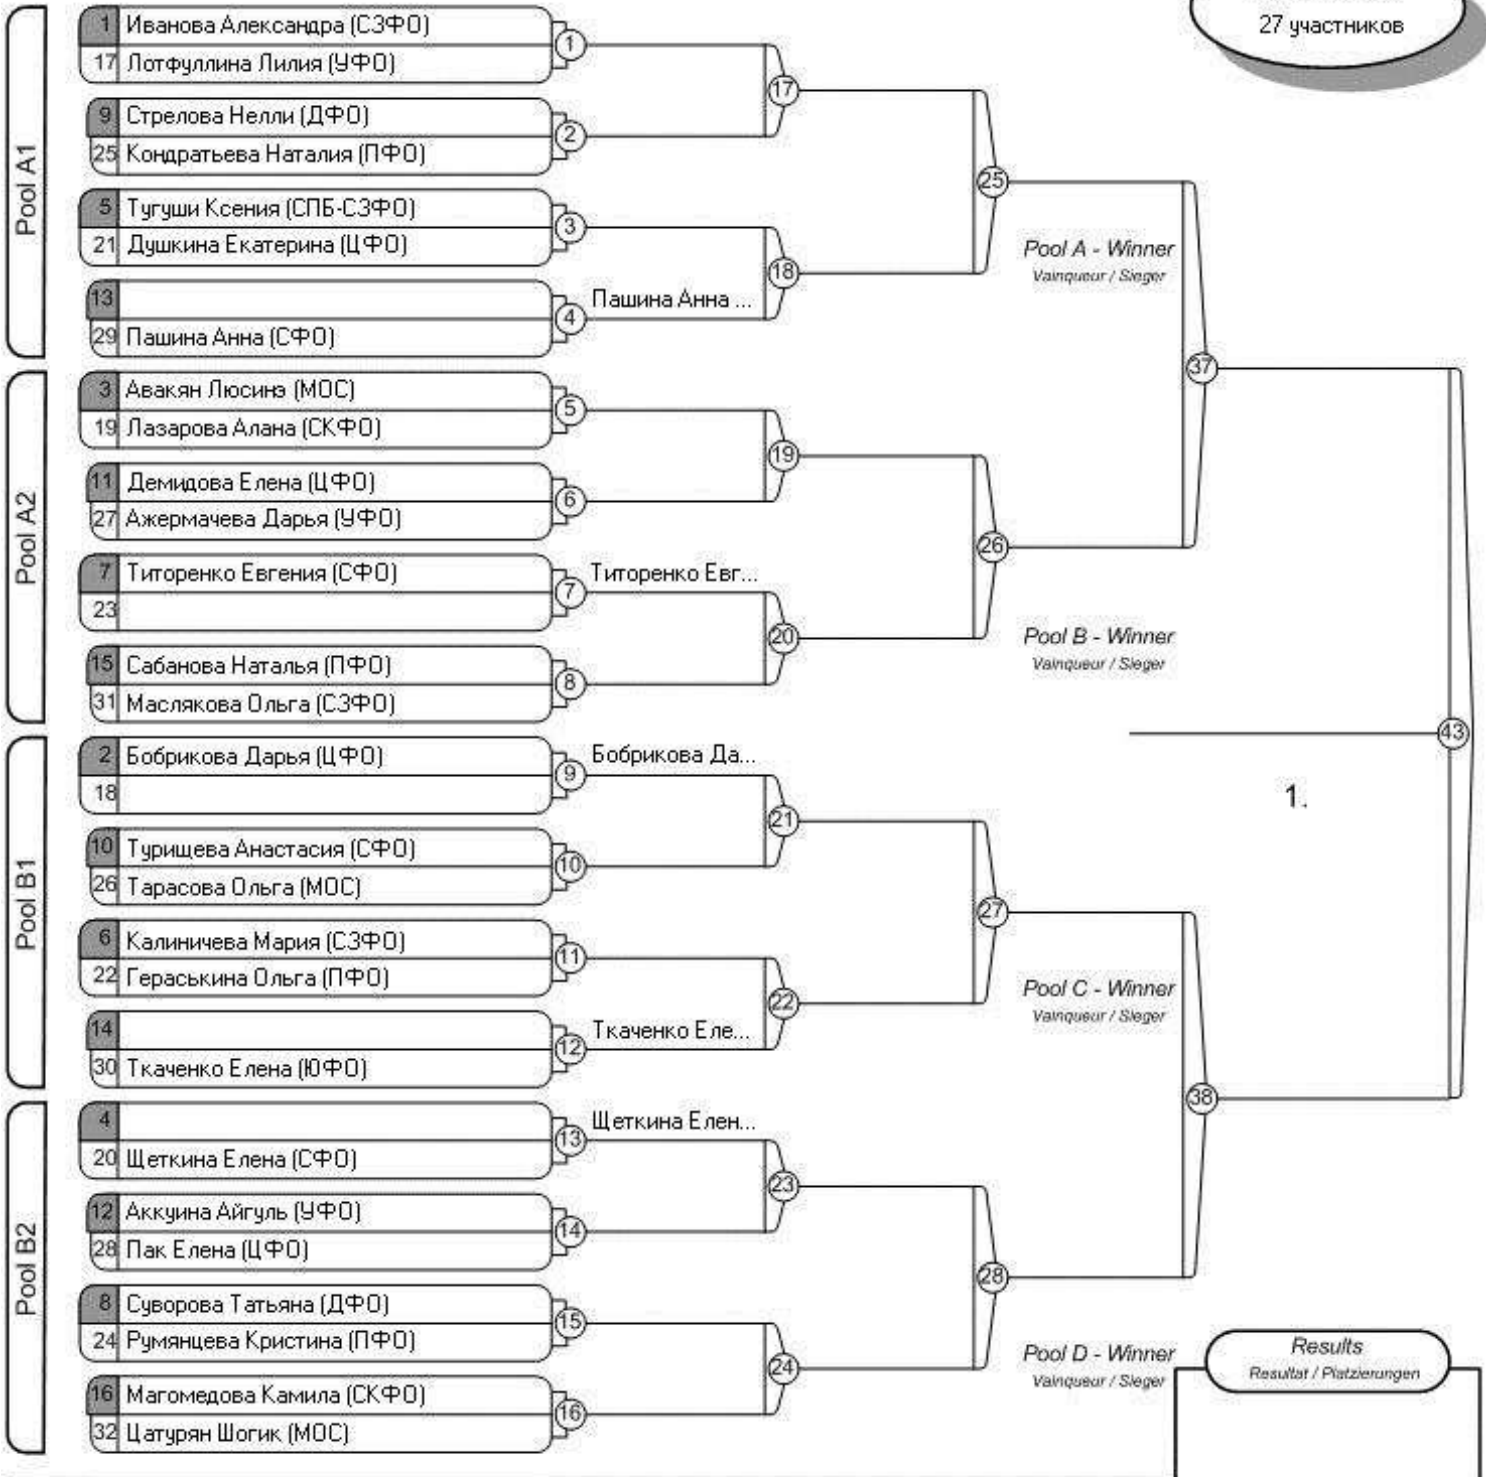 27 участников
Pool A1
1 Иванова Александра (СЗФО)
17 Лотфуллина Лилия (УФО)
1
9 Стрелова Нелли (ДФО)
25 Кондратьева Наталия (ПФО)
2
17
5 Тугуши Ксения (СПБ-СЗФО)
21 Душкина Екатерина (ЦФО)
3
13
29 Пашина Анна (СФО)
4
Пашина Анна ...
18
25
Pool A - Winner
Vainqueur / Sieger
Pool A2
3 Авакян Люсинэ (МОС)
19 Лазарова Алана (СКФО)
5
11 Демидова Елена (ЦФО)
27 Ажермачева Дарья (УФО)
6
19
7 Титоренко Евгения (СФО)
23
7
Титоренко Евг...
15 Сабанова Наталья (ПФО)
31 Маслякова Ольга (СЗФО)
8
20
26
Pool B - Winner
Vainqueur / Sieger
37
Pool B1
2 Бобрикова Дарья (ЦФО)
18
9
Бобрикова Да...
10 Турищева Анастасия (СФО)
26 Тарасова Ольга (МОС)
10
21
6 Калиничева Мария (СЗФО)
22 Гераськина Ольга (ПФО)
11
14
30 Ткаченко Елена (ЮФО)
12
Ткаченко Еле...
22
27
Pool C - Winner
Vainqueur / Sieger
43
1.
Pool B2
4
20 Щеткина Елена (СФО)
13
Щеткина Елен...
12 Аккуина Айгуль (УФО)
28 Пак Елена (ЦФО)
14
23
8 Суворова Татьяна (ДФО)
24 Румянцева Кристина (ПФО)
15
16 Магомедова Камила (СКФО)
32 Цатурян Шогик (МОС)
16
24
28
38
Pool D - Winner
Vainqueur / Sieger
Results
Resultat / Platzierungen